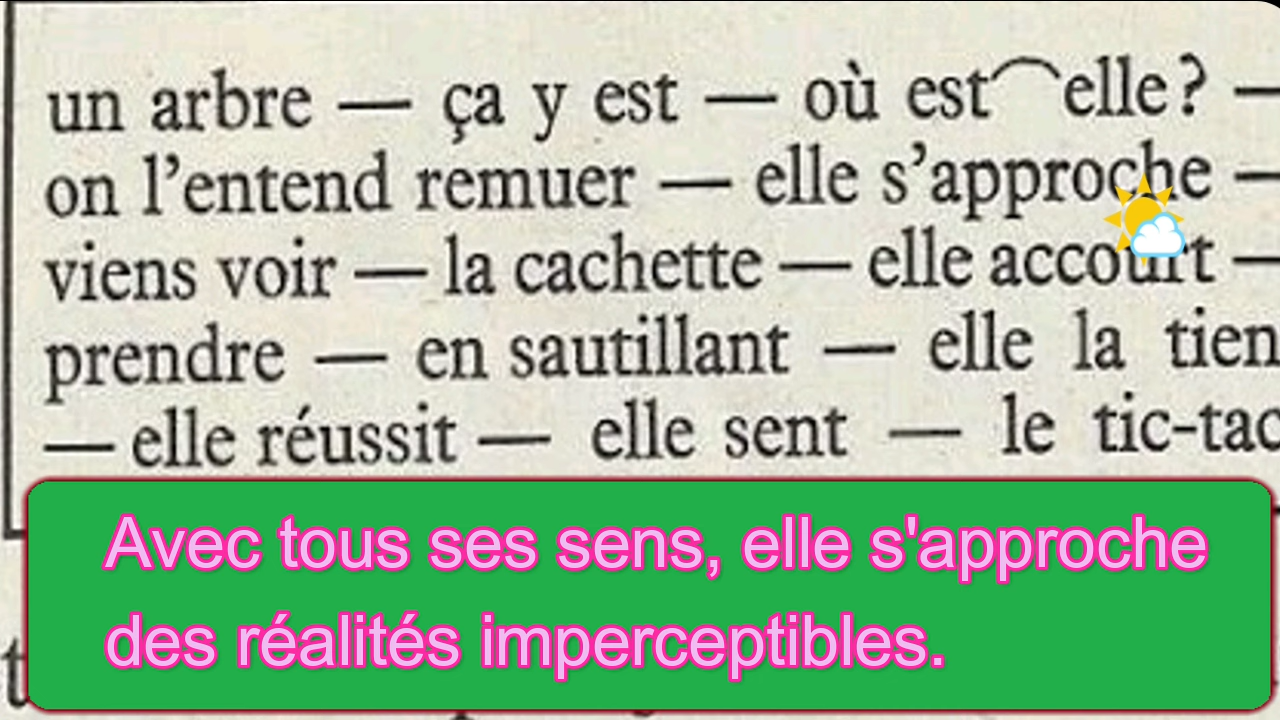 un arbre — ça y est — où est‿elle ? —
on l’entend remuer — elle s’approche —
viens voir — la cachette — elle accourt —
prendre — en sautillant — elle la tien
— elle réussit — elle sent — le tic-tac
Avec tous ses sens, elle s'approche
des réalités imperceptibles.